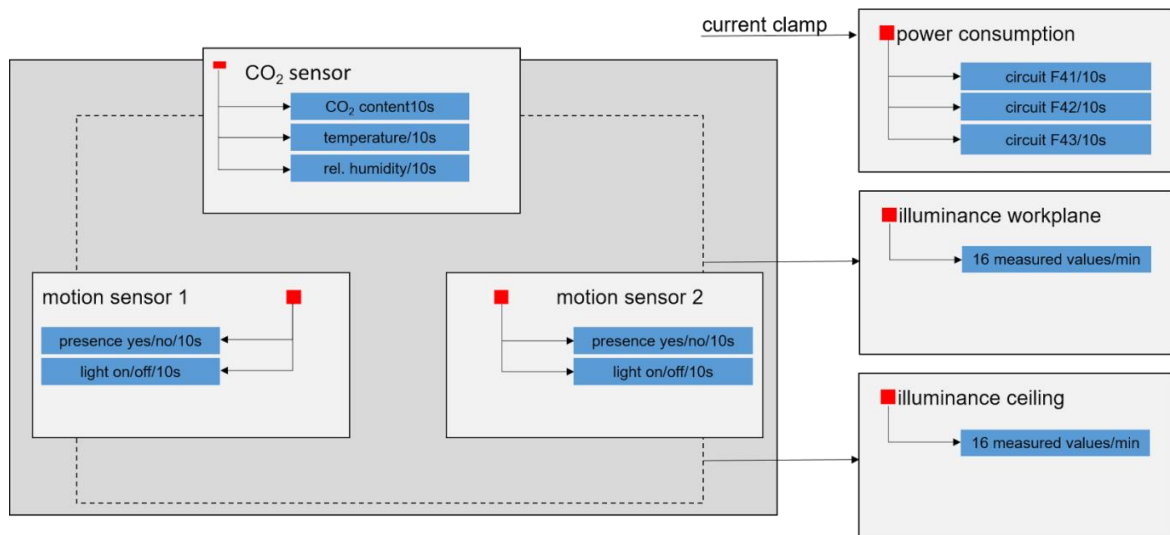 current clamp
power consumption
circuit F41/10s
circuit F42/10s
circuit F43/10s
CO₂ sensor
CO₂ content10s
temperature/10s
rel. humidity/10s
illuminance workplane
16 measured values/min
motion sensor 1
presence yes/no/10s
light on/off/10s
motion sensor 2
presence yes/no/10s
light on/off/10s
illuminance ceiling
16 measured values/min